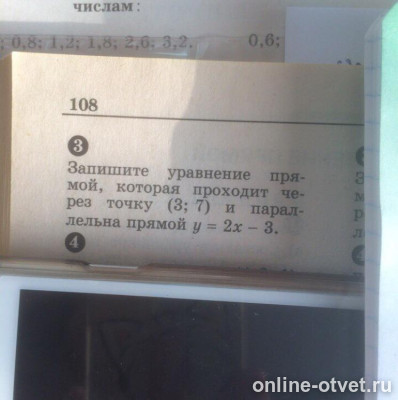 числам:
0,8; 1,2; 1,8; 2,6; 3,2. 0,6;
108
3
Запишите уравнение пря-
мой, которая проходит че-
рез точку (3; 7) и парал-
лельна прямой y = 2x − 3.
4
online-otvet.ru